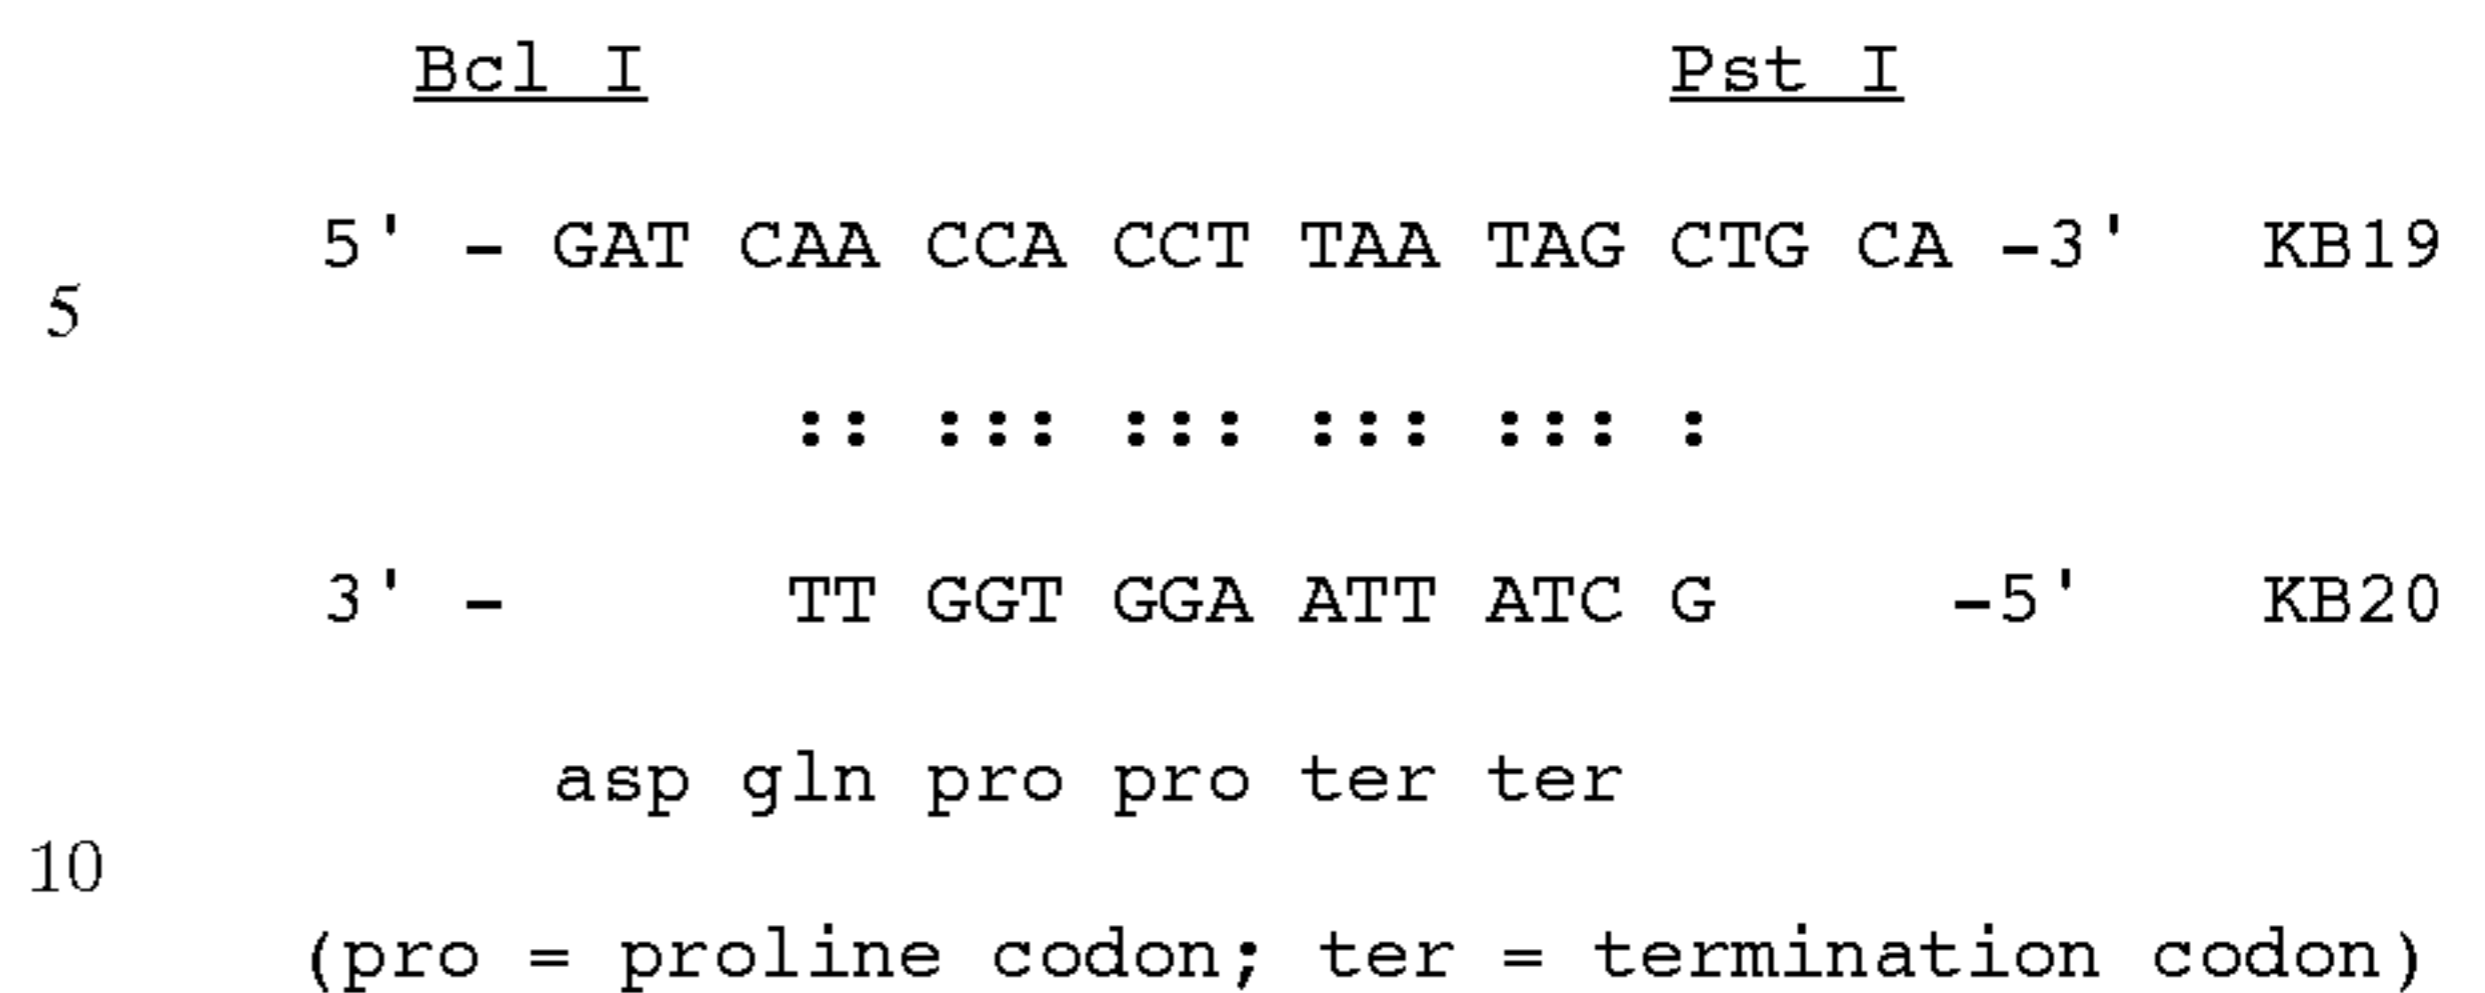 Bcl I Pst I
5' - GAT CAA CCA CCT TAA TAG CTG CA -3' KB19
5
:: ::: ::: ::: ::: :
3' - TT GGT GGA ATT ATC G -5' KB20
asp gln pro pro ter ter
10
(pro = proline codon; ter = termination codon)